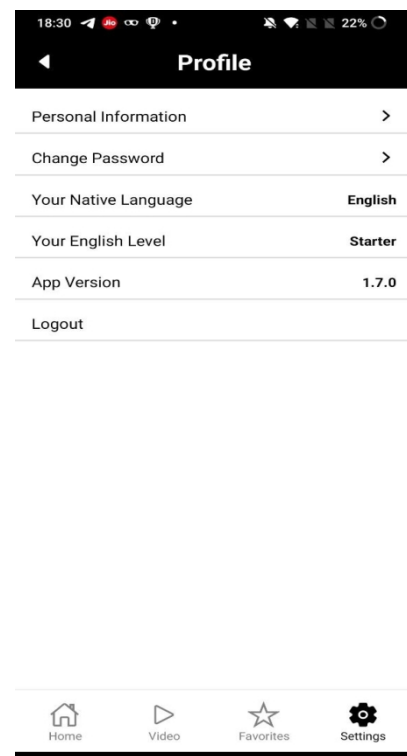 18:30 Jio 22%
Profile
Personal Information
Change Password
Your Native Language English
Your English Level Starter
App Version 1.7.0
Logout
Home Video Favorites Settings